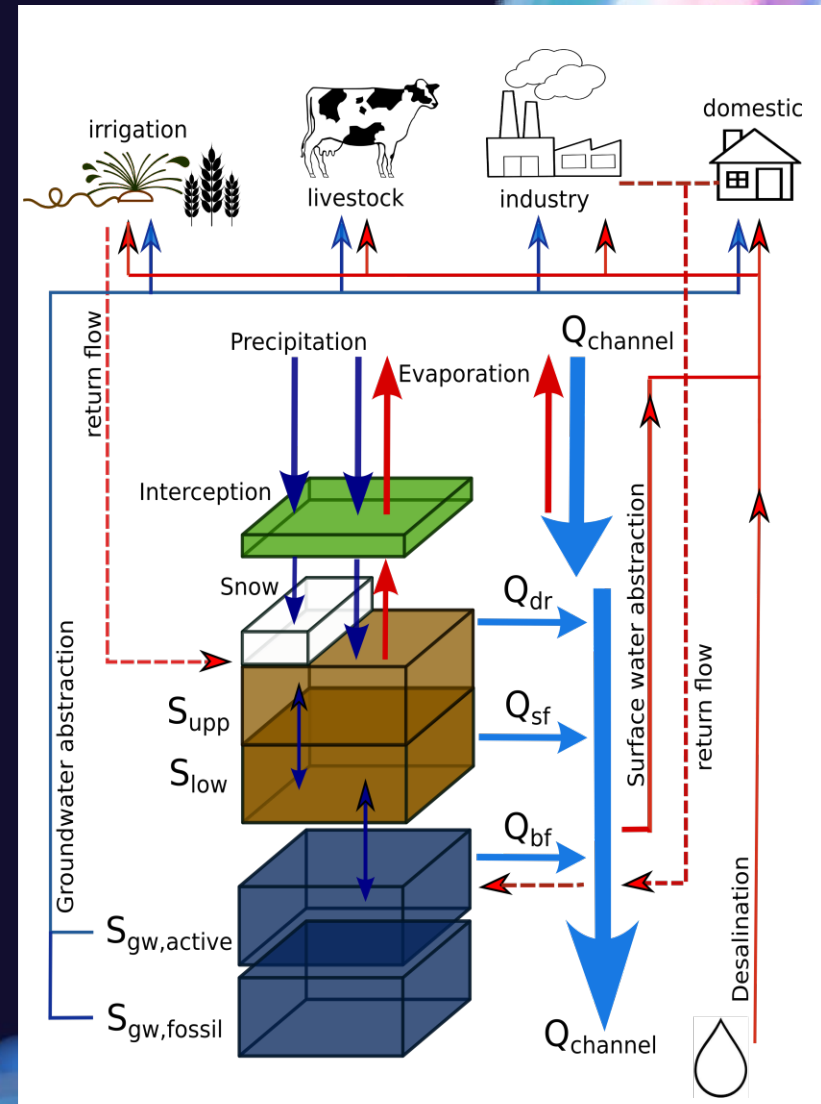 irrigation
livestock
industry
domestic
return flow
Precipitation
Evaporation
Qchannel
Interception
Snow
Qdr
Supp
Qsf
Slow
Qbf
Surface water abstraction
return flow
Groundwater abstraction
Sgw,active
Sgw,fossil
Qchannel
Desalination